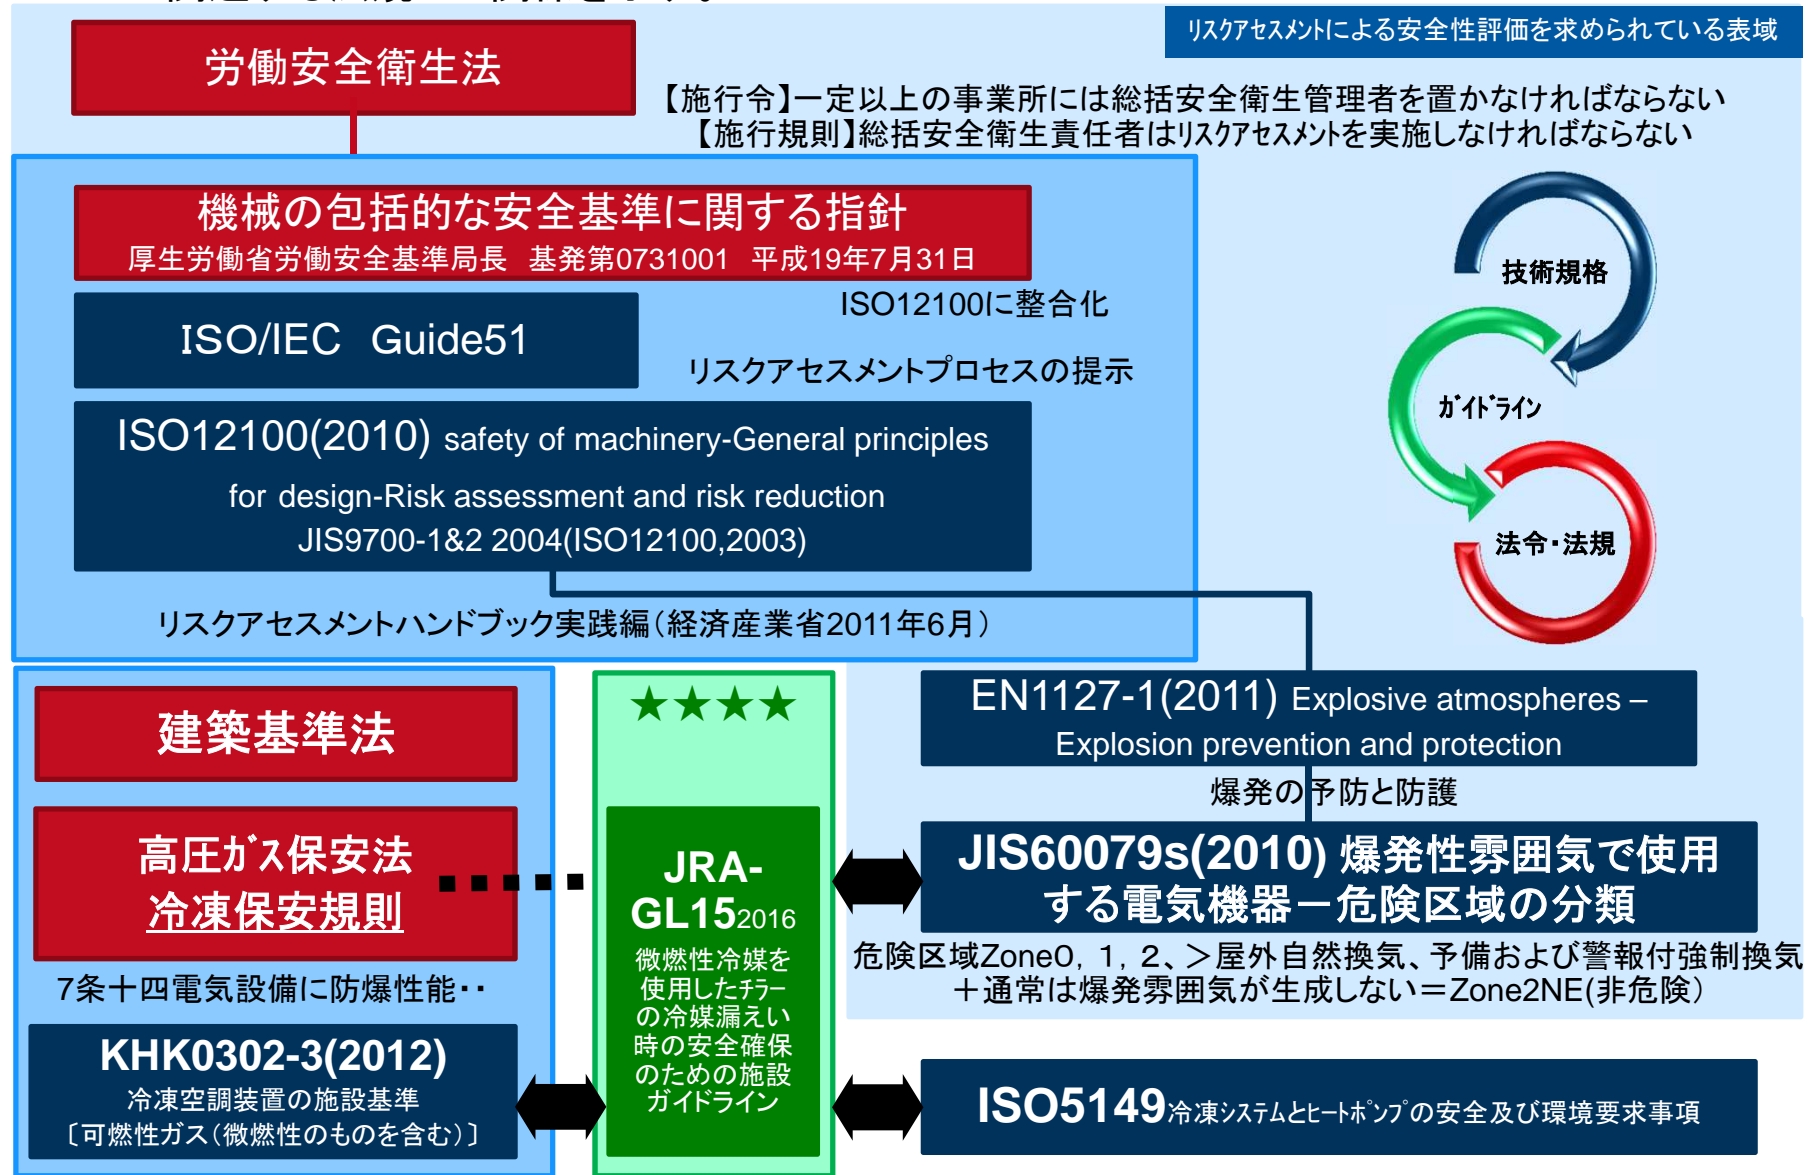 リスクアセスメントによる安全性評価を求められている表域
労働安全衛生法
【施行令】一定以上の事業所には総括安全衛生管理者を置かなければならない
【施行規則】総括安全衛生責任者はリスクアセスメントを実施しなければならない
機械の包括的な安全基準に関する指針
厚生労働省労働安全基準局長 基発第0731001 平成19年7月31日
ISO12100に整合化
ISO/IEC Guide51
リスクアセスメントプロセスの提示
ISO12100(2010) safety of machinery-General principles
for design-Risk assessment and risk reduction
JIS9700-1&2 2004(ISO12100,2003)
リスクアセスメントハンドブック実践編(経済産業省2011年6月)
技術規格
ガイドライン
法令・法規
建築基準法
高圧ガス保安法
冷凍保安規則
7条十四電気設備に防爆性能・・
KHK0302-3(2012)
冷凍空調装置の施設基準
〔可燃性ガス(微燃性のものを含む)〕
★★★★
JRA-
GL15 2016
微燃性冷媒を
使用したチラー
の冷媒漏えい
時の安全確保
のための施設
ガイドライン
EN1127-1(2011) Explosive atmospheres –
Explosion prevention and protection
爆発の予防と防護
JIS60079s(2010) 爆発性雰囲気で使用
する電気機器－危険区域の分類
危険区域Zone0, 1, 2、＞屋外自然換気、予備および警報付強制換気
＋通常は爆発雰囲気が生成しない＝Zone2NE(非危険)
ISO5149冷凍システムとヒートポンプの安全及び環境要求事項